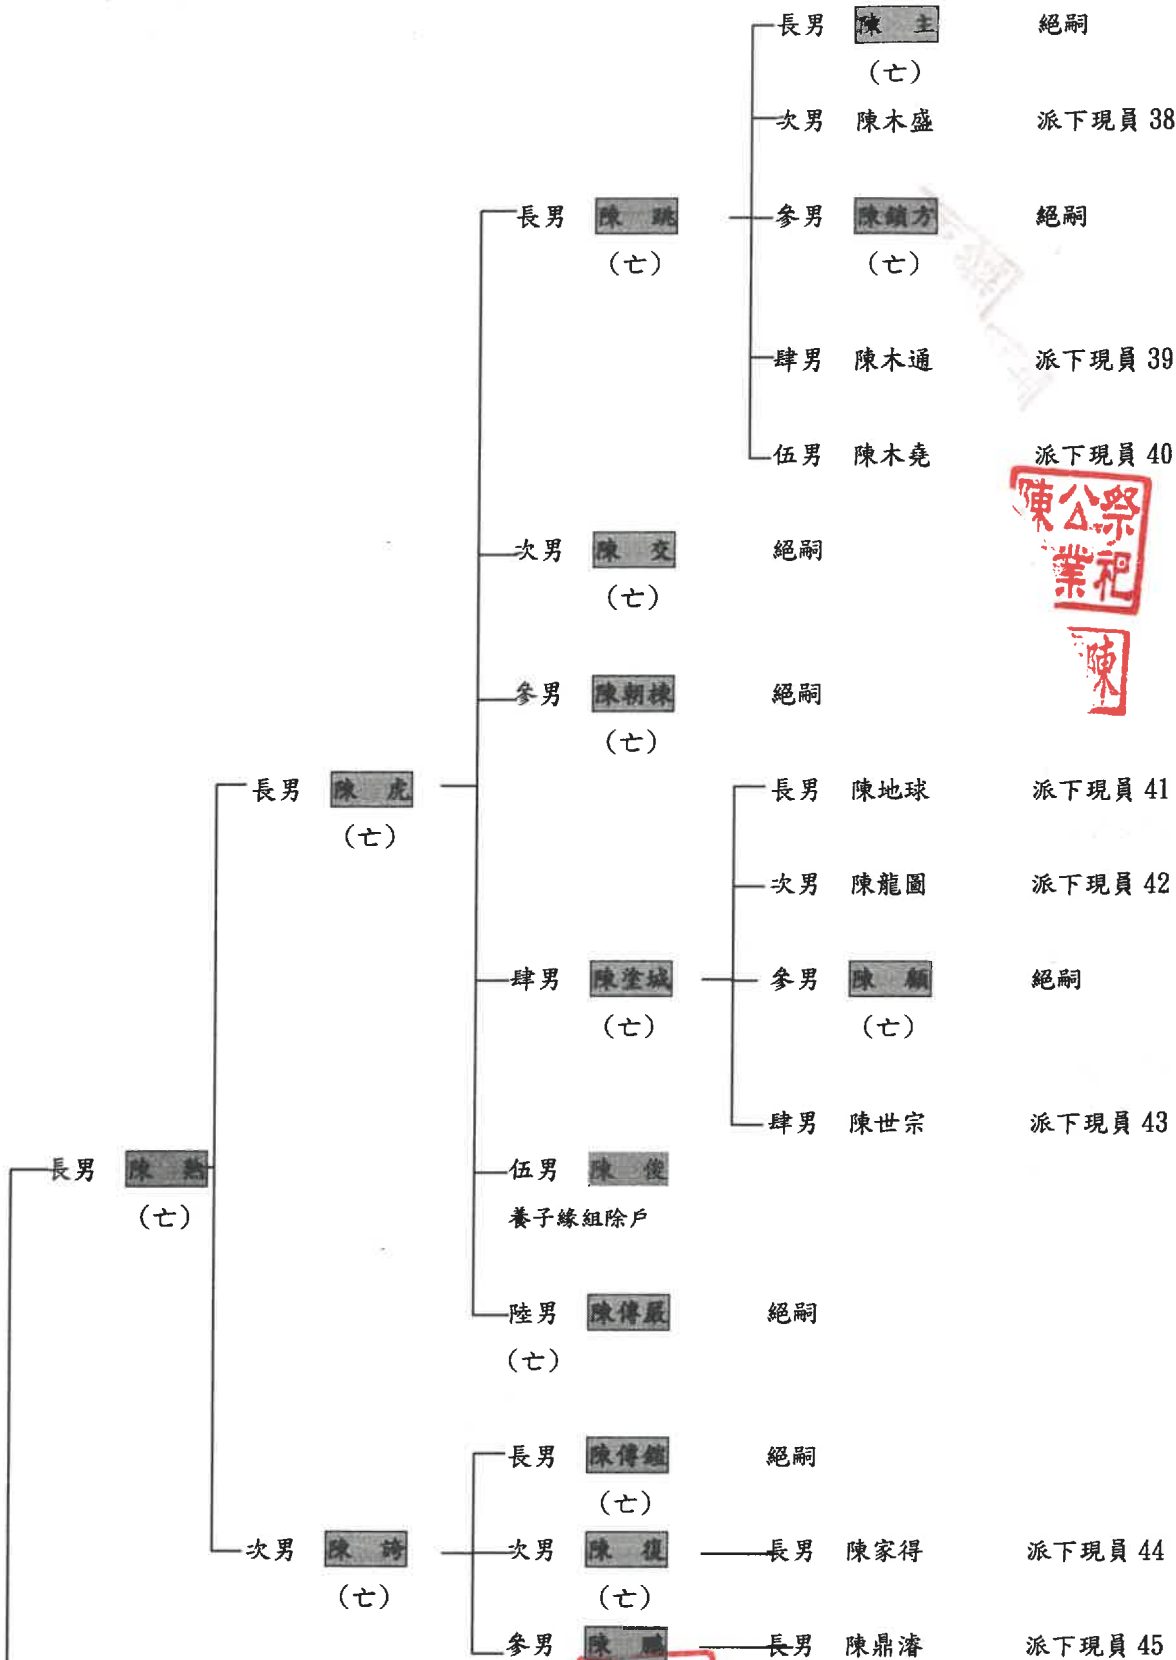 長男 陳 主 絕嗣
(亡)
次男 陳木盛 派下現員 38
長男 陳 跳 參男 陳鎖方 絕嗣
(亡) (亡)
肆男 陳木通 派下現員 39
伍男 陳木堯 派下現員 40
祭祀
公業
陳
次男 陳 交 絕嗣
(亡)
陳
參男 陳朝棟 絕嗣
(亡)
長男 陳 虎 長男 陳地球 派下現員 41
(亡)
次男 陳龍圖 派下現員 42
肆男 陳塗城 參男 陳 絕嗣
(亡) (亡)
肆男 陳世宗 派下現員 43
長男 陳 伍男 陳 俊
(亡) 養子緣組除戶
陸男 陳傳嚴 絕嗣
(亡)
長男 陳傳 絕嗣
(亡)
次男 陳 誇 次男 陳 復 長男 陳家得 派下現員 44
(亡) (亡)
參男 陳 鵬 長男 陳鼎濬 派下現員 45